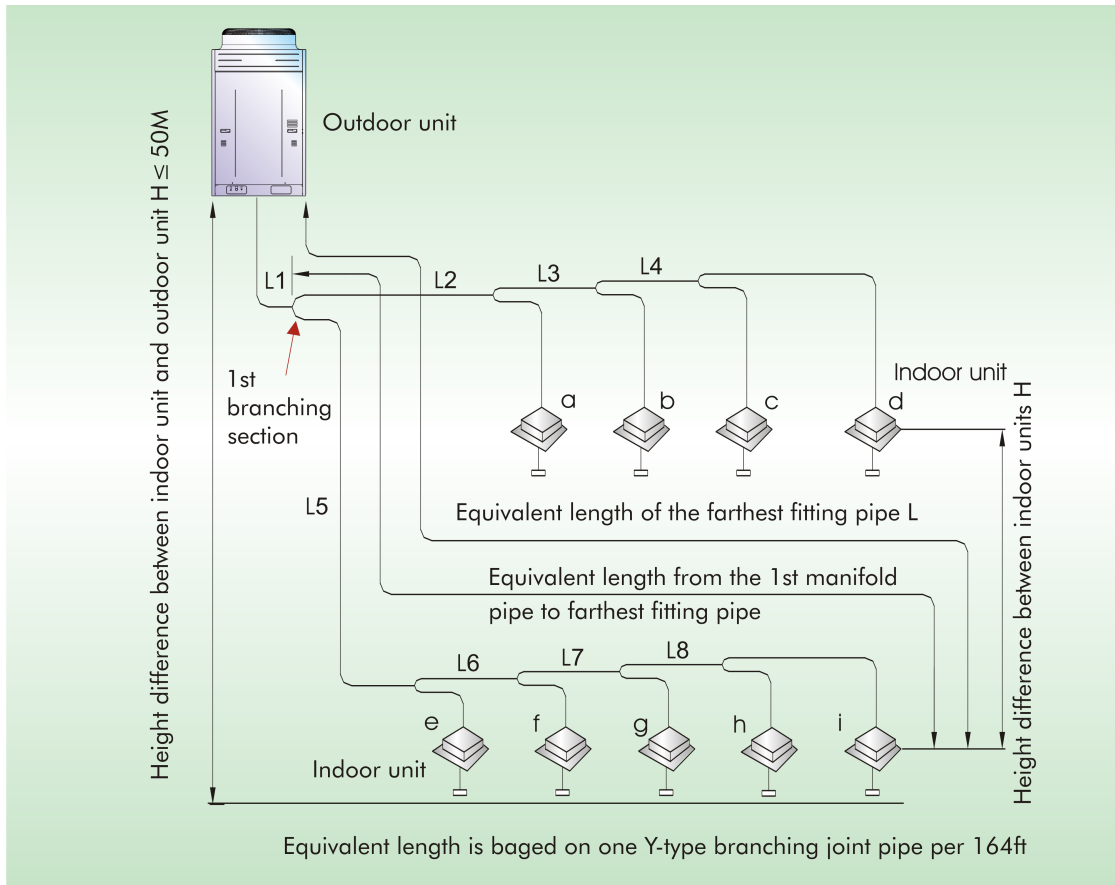 Outdoor unit
Height difference between indoor unit and outdoor unit H ≤ 50M
L1
L2
L3
L4
1st
branching
section
Indoor unit
a
b
c
d
Height difference between indoor units H
L5
Equivalent length of the farthest fitting pipe L
Equivalent length from the 1st manifold
pipe to farthest fitting pipe
L6
L7
L8
e
f
g
h
i
Indoor unit
Equivalent length is baged on one Y-type branching joint pipe per 164ft